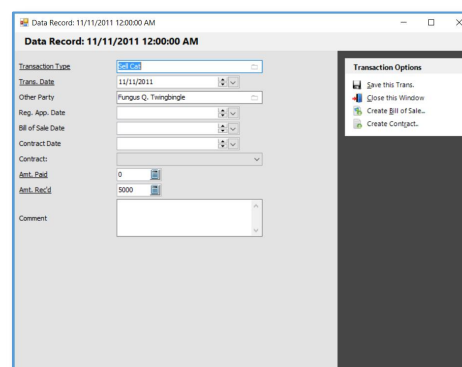 Data Record: 11/11/2011 12:00:00 AM
Data Record: 11/11/2011 12:00:00 AM
Transaction Type Sell Cat
Trans. Date 11/11/2011
Other Party Fungus Q. Twingbingle
Reg. App. Date
Bill of Sale Date
Contract Date
Contract:
Amt. Paid 0
Amt. Rec'd 5000
Comment
Transaction Options
Save this Trans.
Close this Window
Create Bill of Sale..
Create Contract..